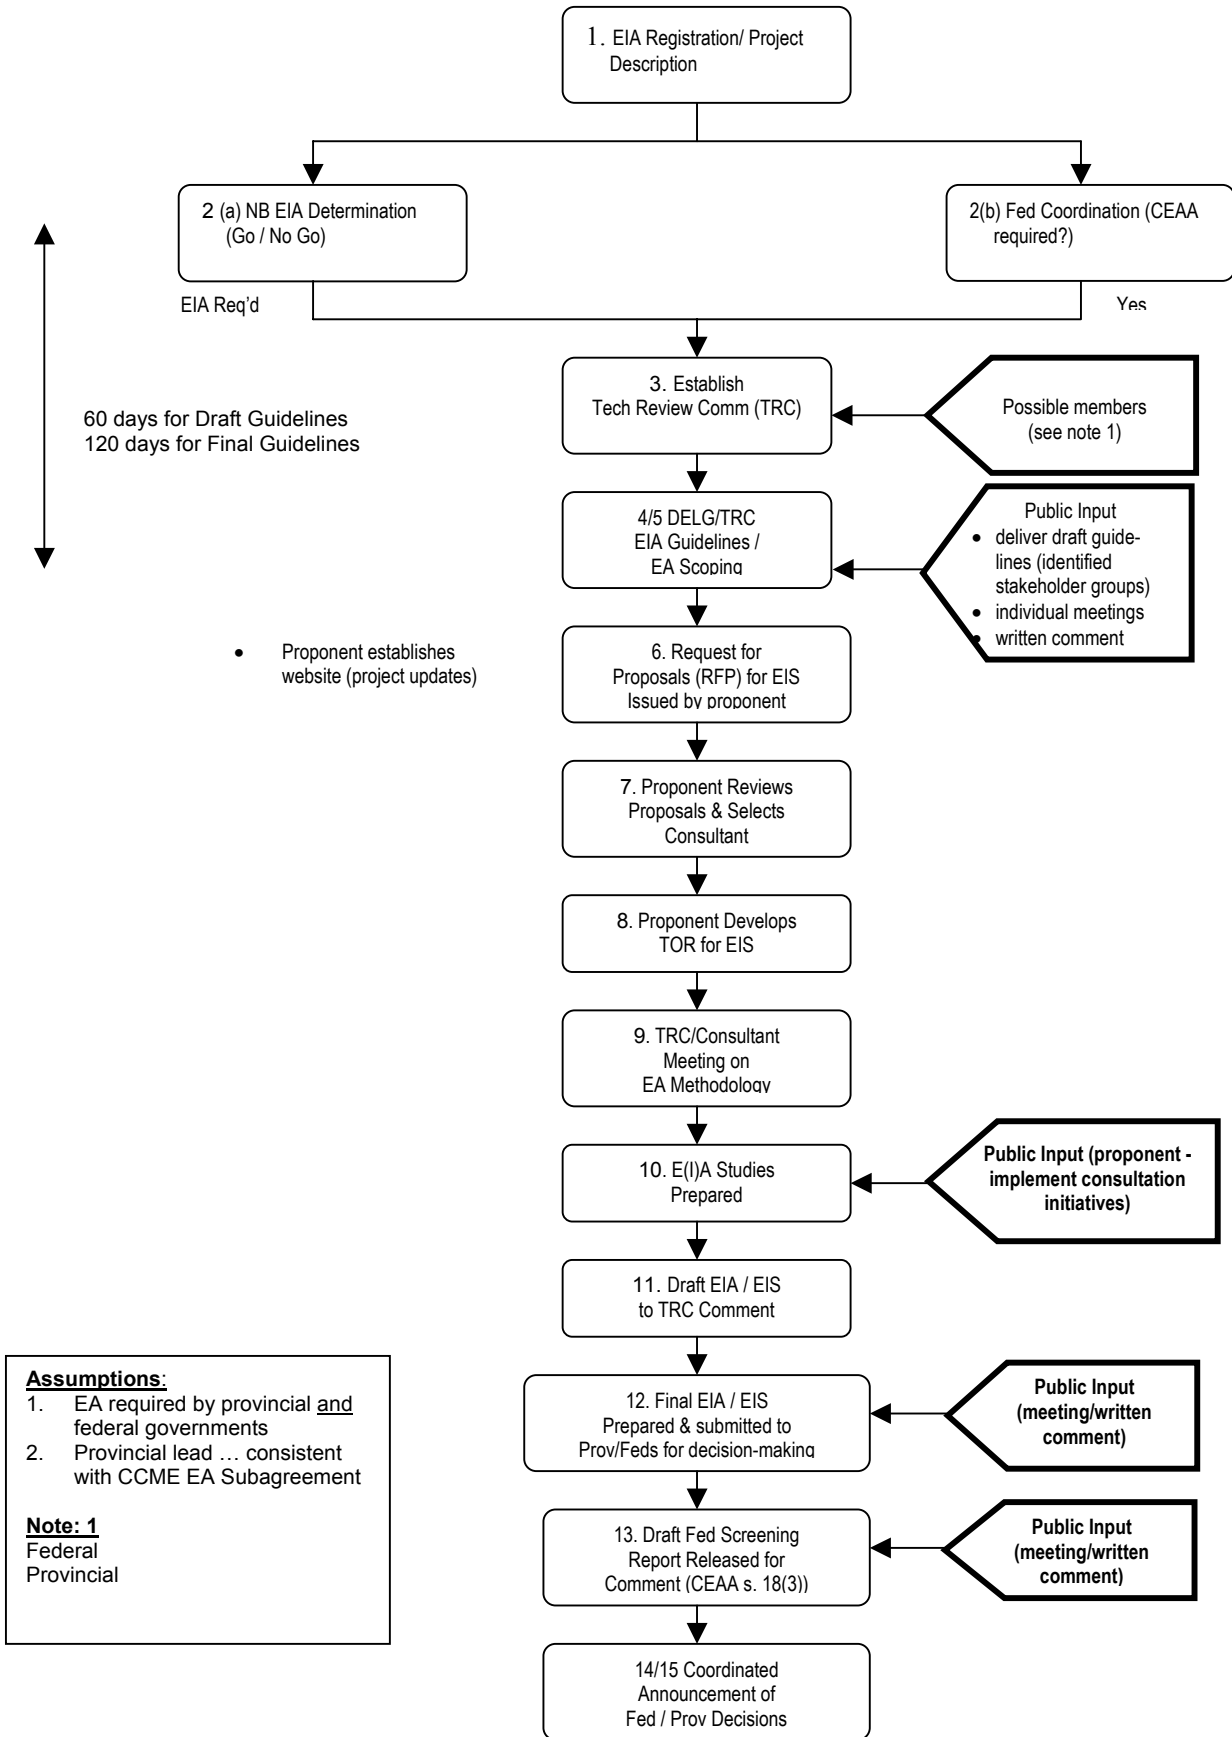 1. EIA Registration/ Project
Description
2 (a) NB EIA Determination
(Go / No Go)
2(b) Fed Coordination (CEAA
required?)
EIA Req'd
Yes
3. Establish
Tech Review Comm (TRC)
Possible members
(see note 1)
60 days for Draft Guidelines
120 days for Final Guidelines
4/5 DELG/TRC
EIA Guidelines /
EA Scoping
Public Input
• deliver draft guide-
lines (identified
stakeholder groups)
• individual meetings
• written comment
• Proponent establishes
website (project updates)
6. Request for
Proposals (RFP) for EIS
Issued by proponent
7. Proponent Reviews
Proposals & Selects
Consultant
8. Proponent Develops
TOR for EIS
9. TRC/Consultant
Meeting on
EA Methodology
10. E(I)A Studies
Prepared
Public Input (proponent -
implement consultation
initiatives)
11. Draft EIA / EIS
to TRC Comment
Assumptions:
1. EA required by provincial and
federal governments
2. Provincial lead … consistent
with CCME EA Subagreement
Note: 1
Federal
Provincial
12. Final EIA / EIS
Prepared & submitted to
Prov/Feds for decision-making
Public Input
(meeting/written
comment)
13. Draft Fed Screening
Report Released for
Comment (CEAA s. 18(3))
Public Input
(meeting/written
comment)
14/15 Coordinated
Announcement of
Fed / Prov Decisions